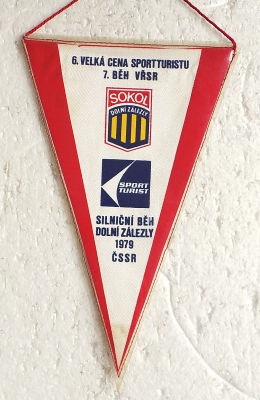 6. VELKÁ CENA SPORTTURISTU
7. BĚH VŘSR
SOKOL
DOLNÍ ZÁLEZLY
SPORT
TURIST
SILNIČNÍ BĚH
DOLNÍ ZÁLEZLY
1979
ČSSR